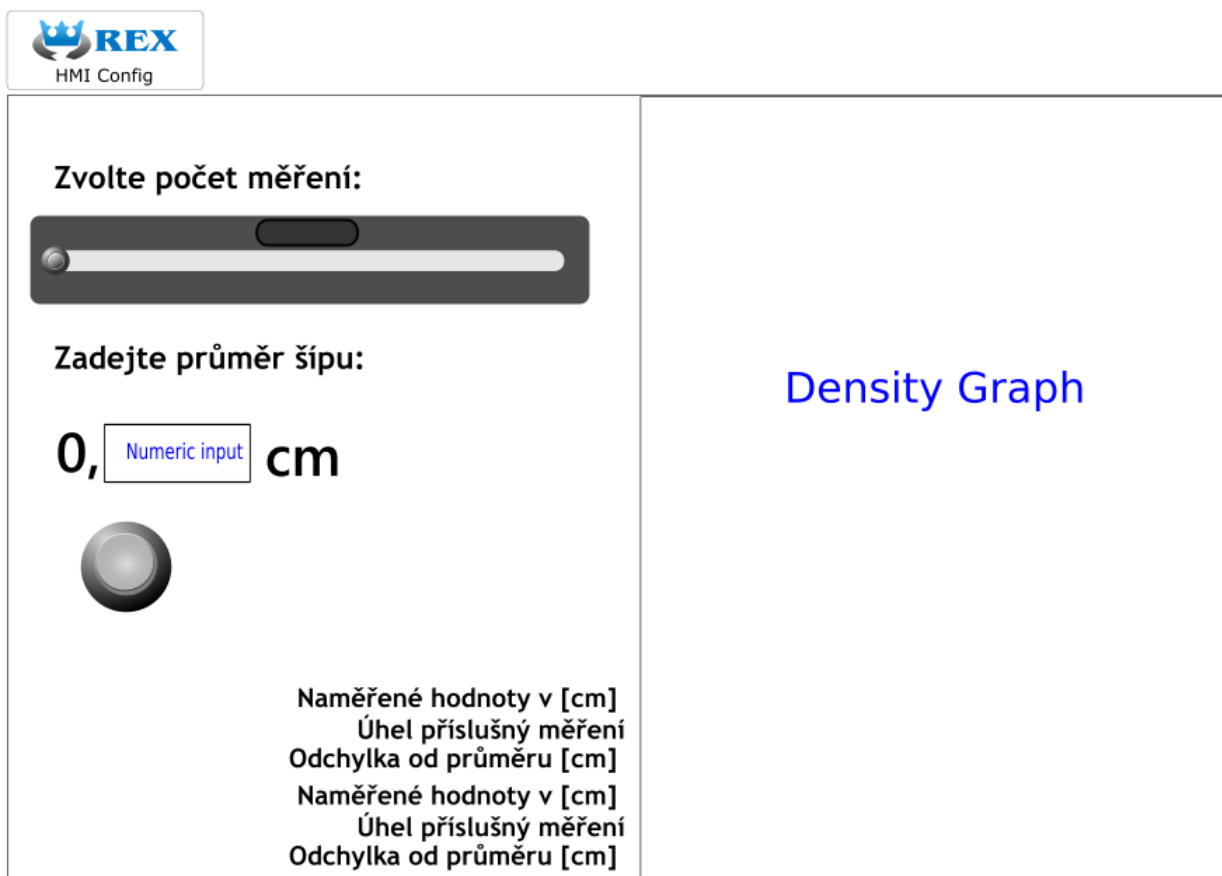 REX
HMI Config
Zvolte počet měření:
Zadejte průměr šípu:
0, Numeric input cm
Density Graph
Naměřené hodnoty v [cm]
Úhel příslušný měření
Odchylka od průměru [cm]
Naměřené hodnoty v [cm]
Úhel příslušný měření
Odchylka od průměru [cm]